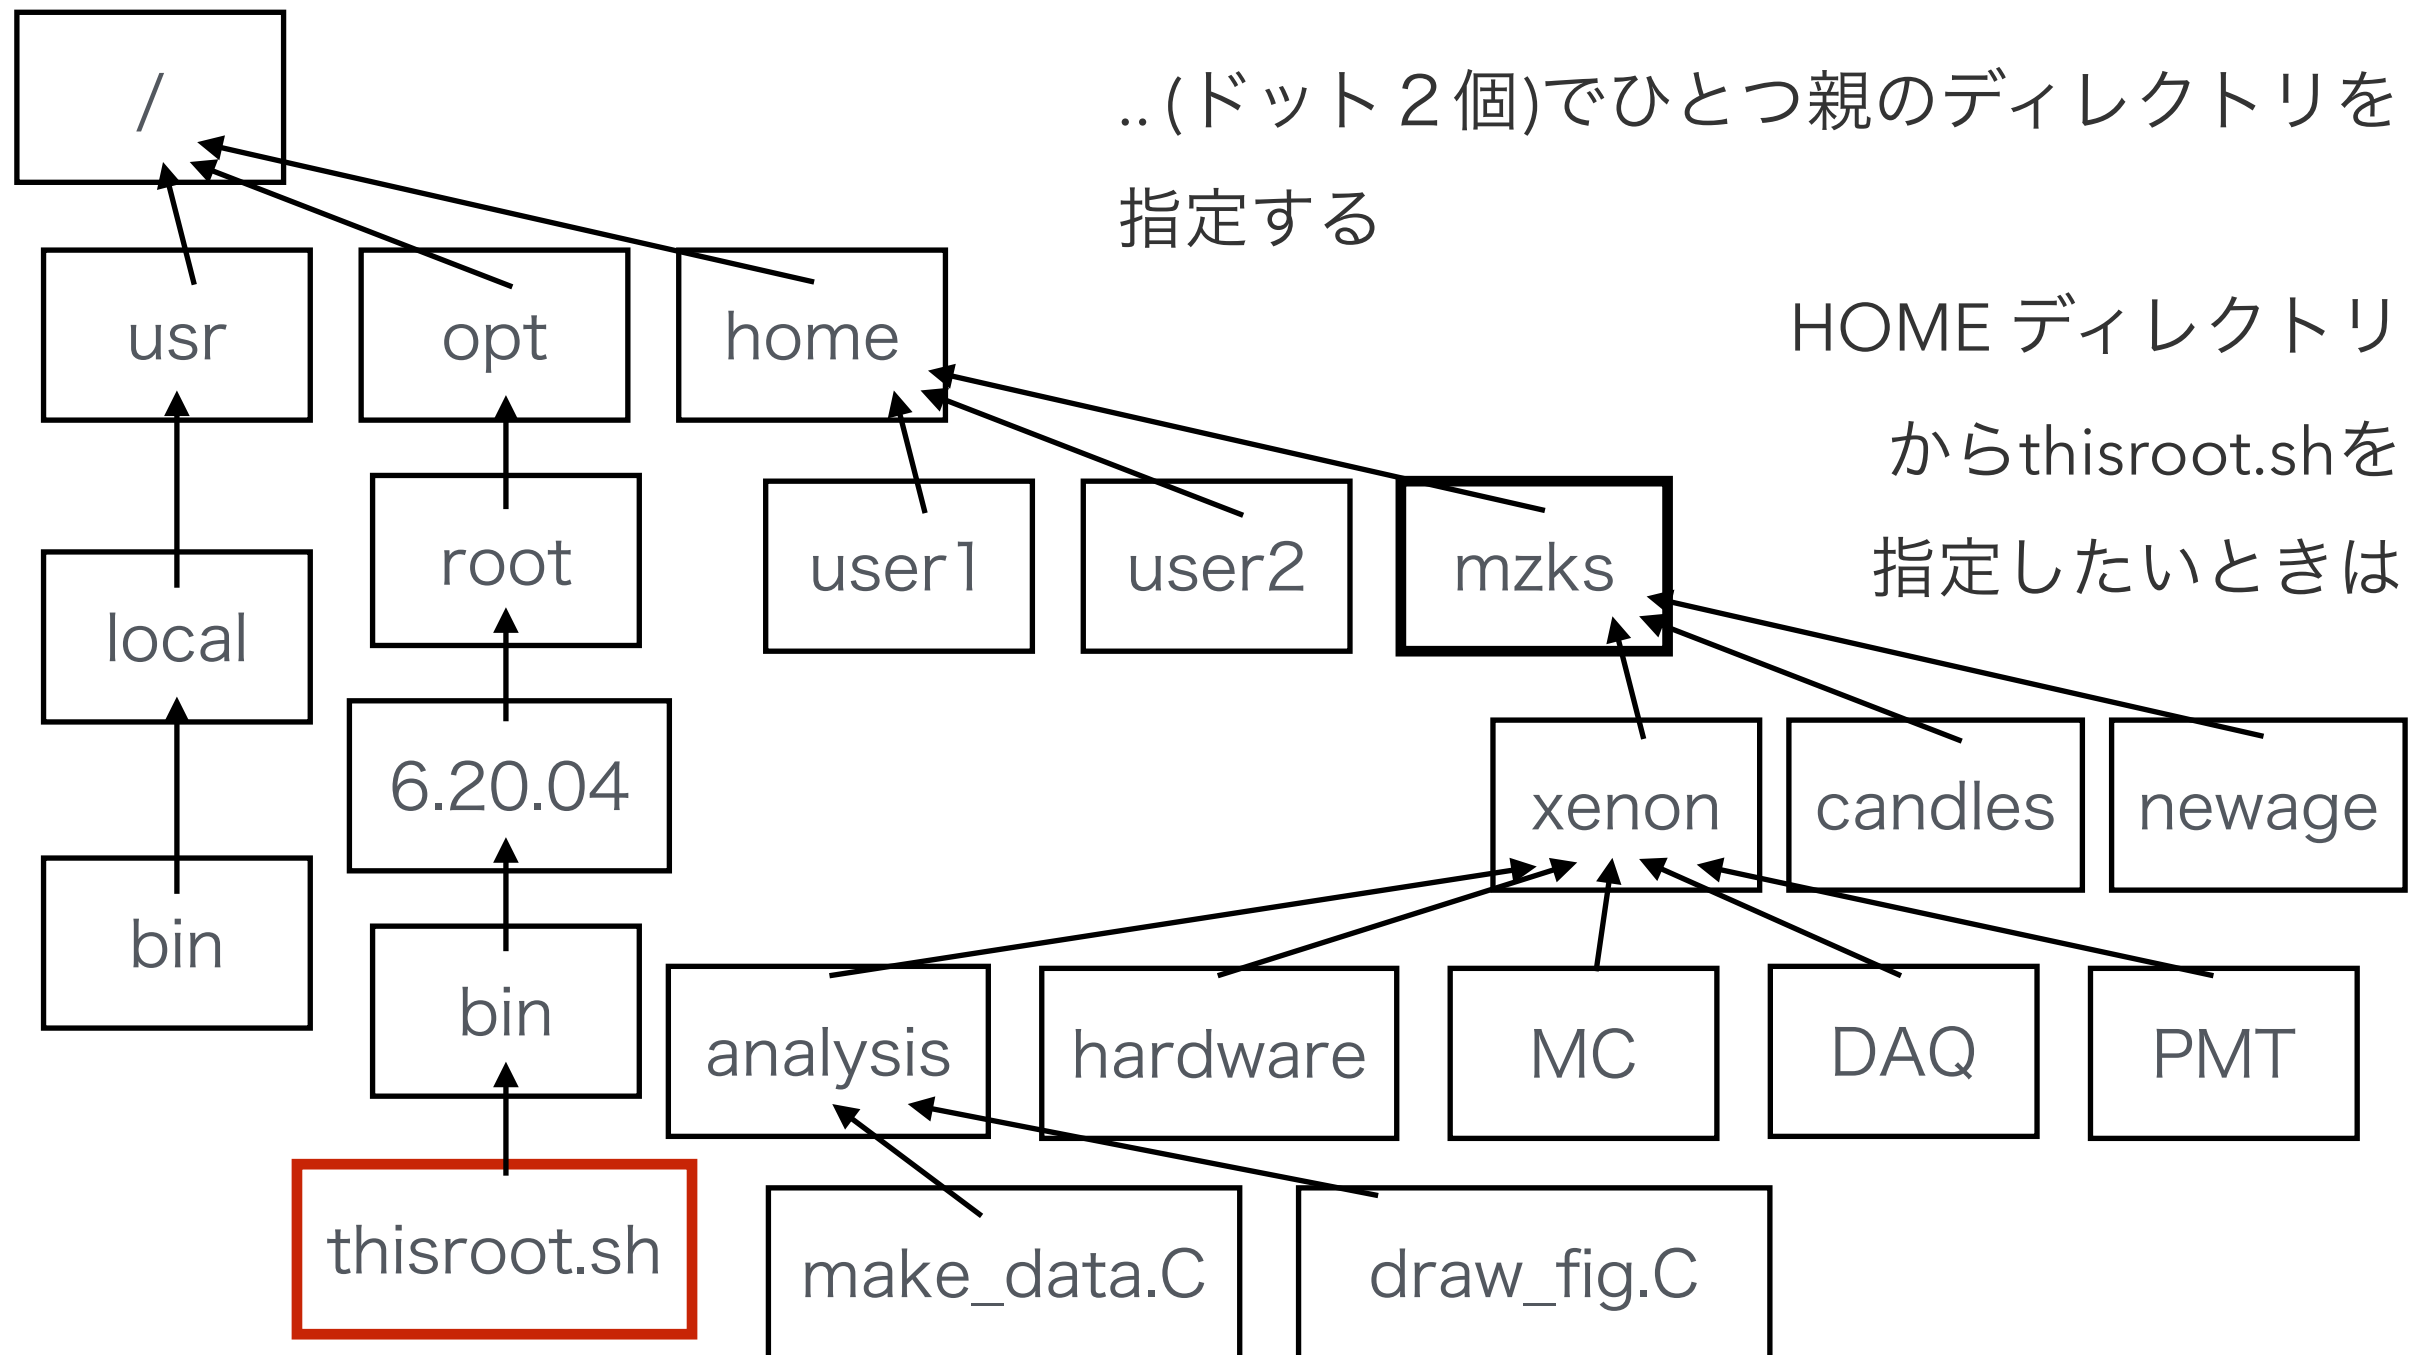 /
..(ドット２個)でひとつ親のディレクトリを
指定する
usr
opt
home
HOME ディレクトリ
からthisroot.shを
指定したいときは
local
root
user1
user2
mzks
6.20.04
xenon
candles
newage
bin
bin
analysis
hardware
MC
DAQ
PMT
thisroot.sh
make_data.C
draw_fig.C